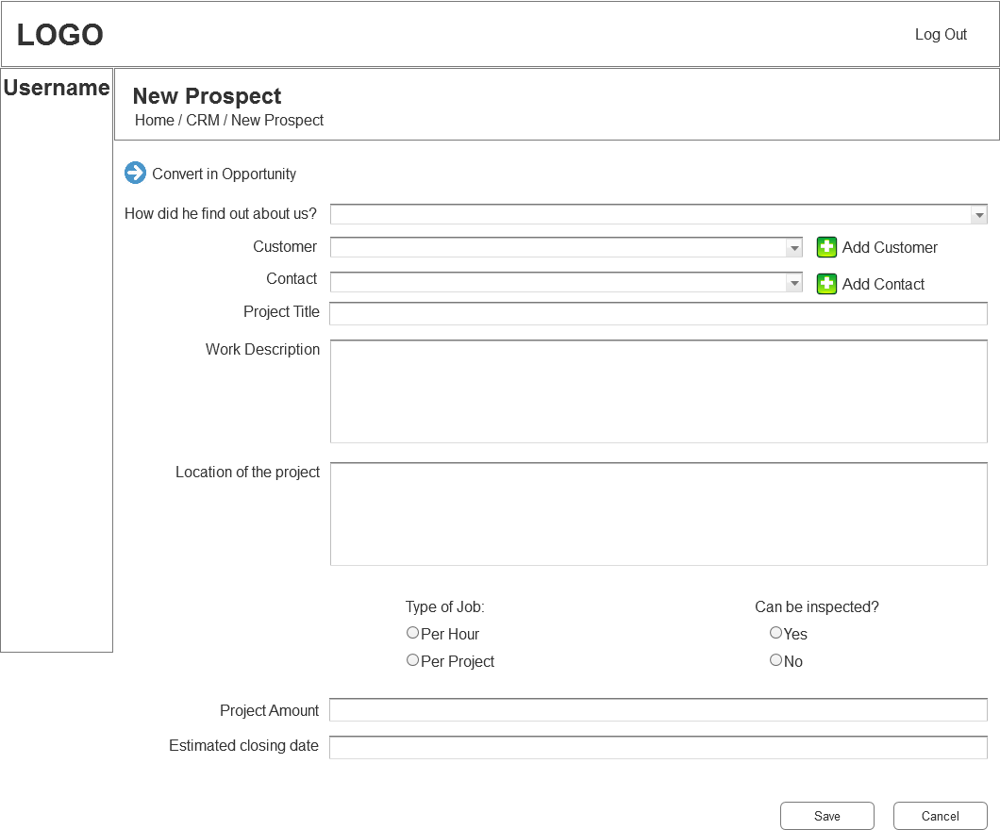 LOGO
Log Out
Username
New Prospect
Home / CRM / New Prospect
Convert in Opportunity
How did he find out about us?
Customer
Add Customer
Contact
Add Contact
Project Title
Work Description
Location of the project
Type of Job:
Can be inspected?
Per Hour
Yes
Per Project
No
Project Amount
Estimated closing date
Save
Cancel